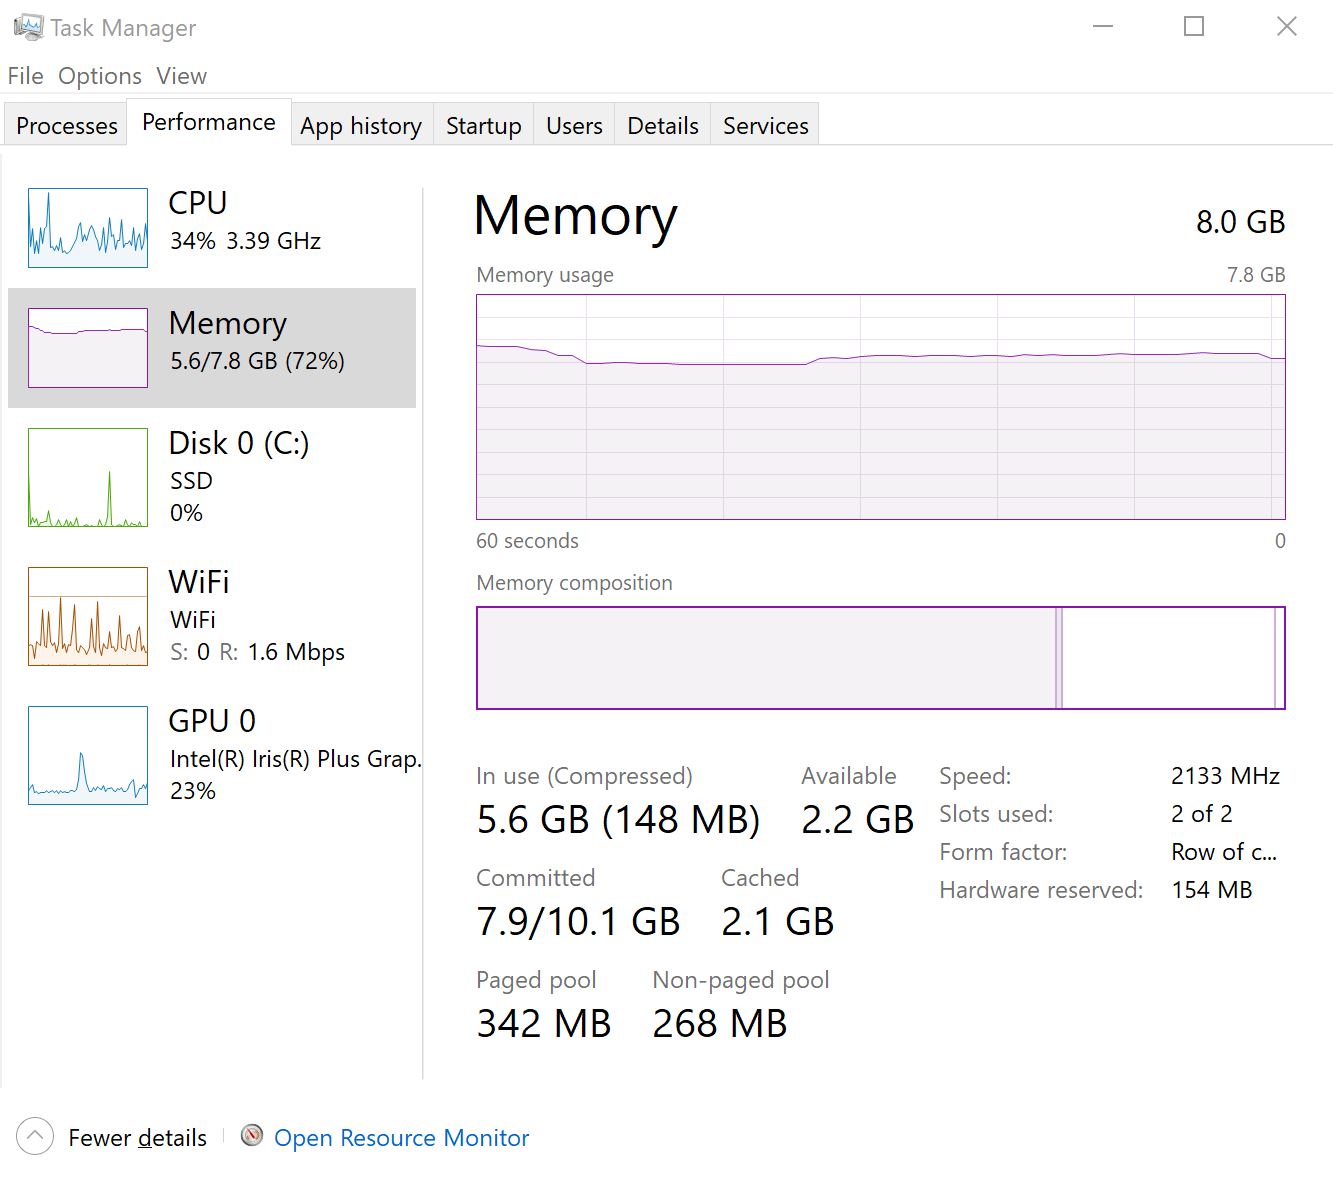 Task Manager
File Options View
Processes Performance App history Startup Users Details Services
CPU
34% 3.39 GHz
Memory
5.6/7.8 GB (72%)
Disk 0 (C:)
SSD
0%
WiFi
WiFi
S: 0 R: 1.6 Mbps
GPU 0
Intel(R) Iris(R) Plus Grap.
23%
Memory 8.0 GB
Memory usage 7.8 GB
60 seconds 0
Memory composition
In use (Compressed) Available
5.6 GB (148 MB) 2.2 GB
Committed Cached
7.9/10.1 GB 2.1 GB
Paged pool Non-paged pool
342 MB 268 MB
Speed: 2133 MHz
Slots used: 2 of 2
Form factor: Row of c...
Hardware reserved: 154 MB
Fewer details Open Resource Monitor